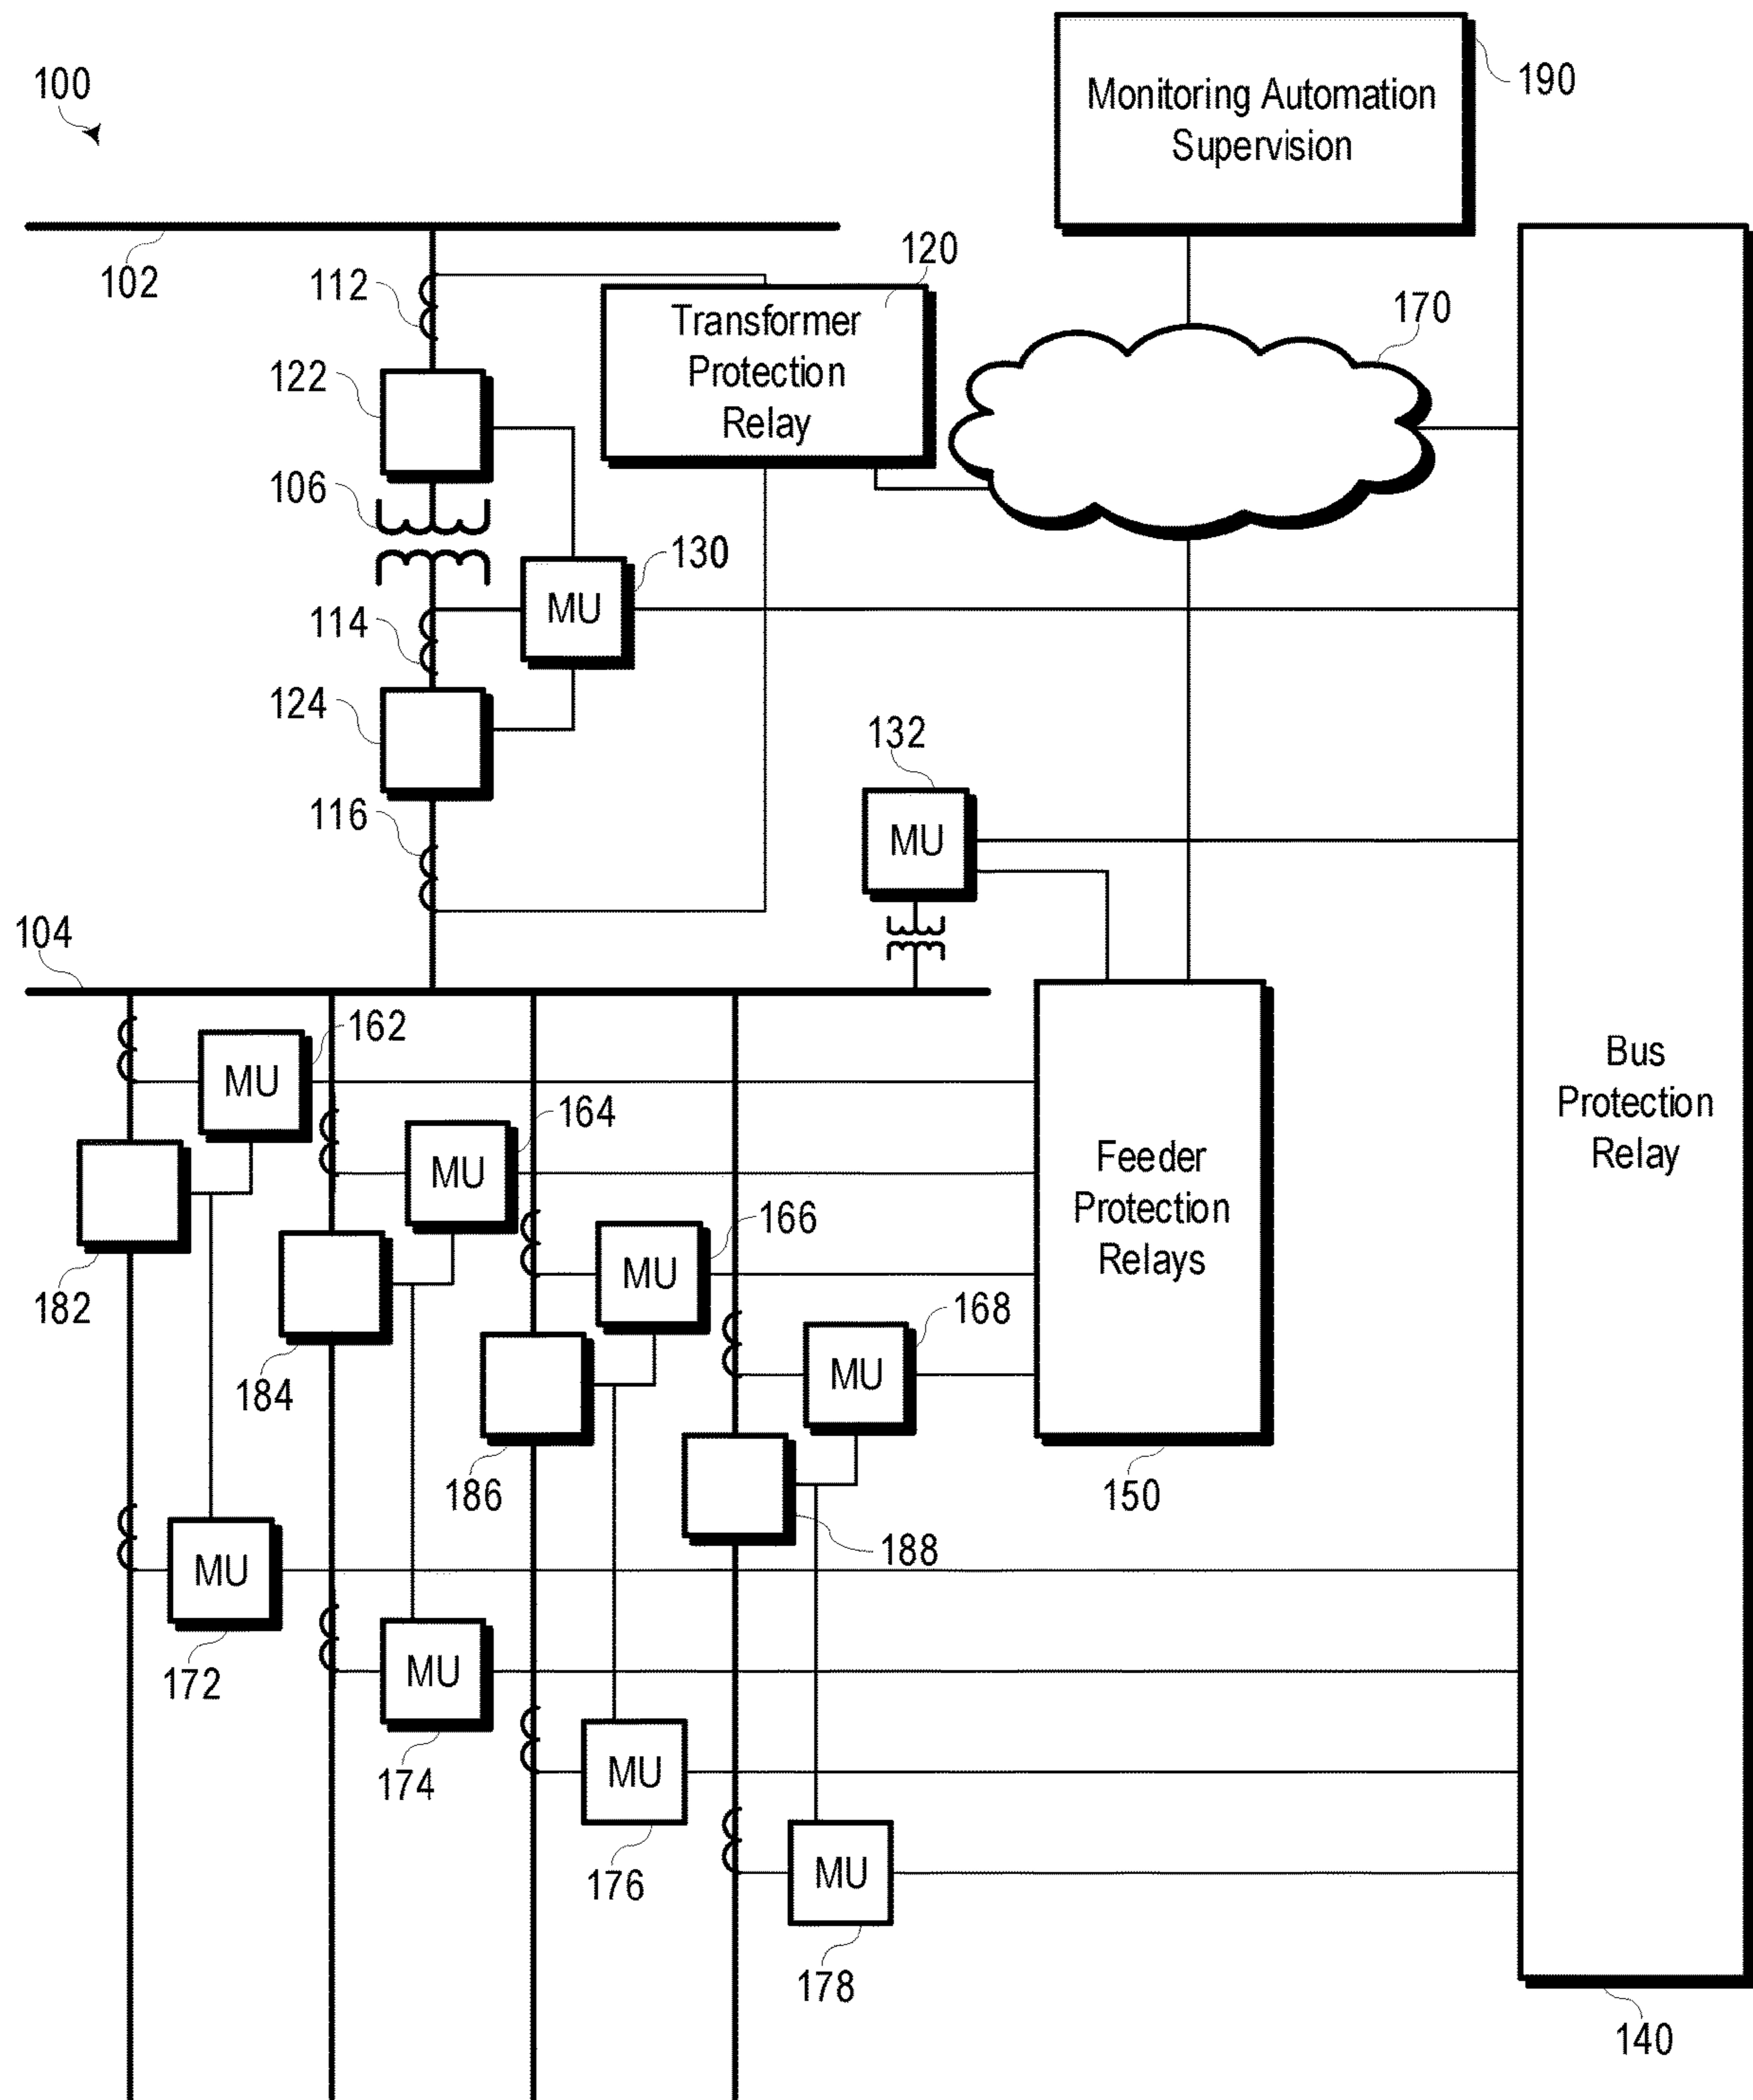 100
Monitoring Automation
Supervision
190
102
112
120
Transformer
Protection
Relay
170
122
106
MU
130
114
124
132
MU
116
104
162
MU
164
MU
Bus
Protection
Relay
Feeder
Protection
Relays
166
MU
182
168
MU
184
186
150
188
MU
172
MU
174
MU
176
MU
178
140